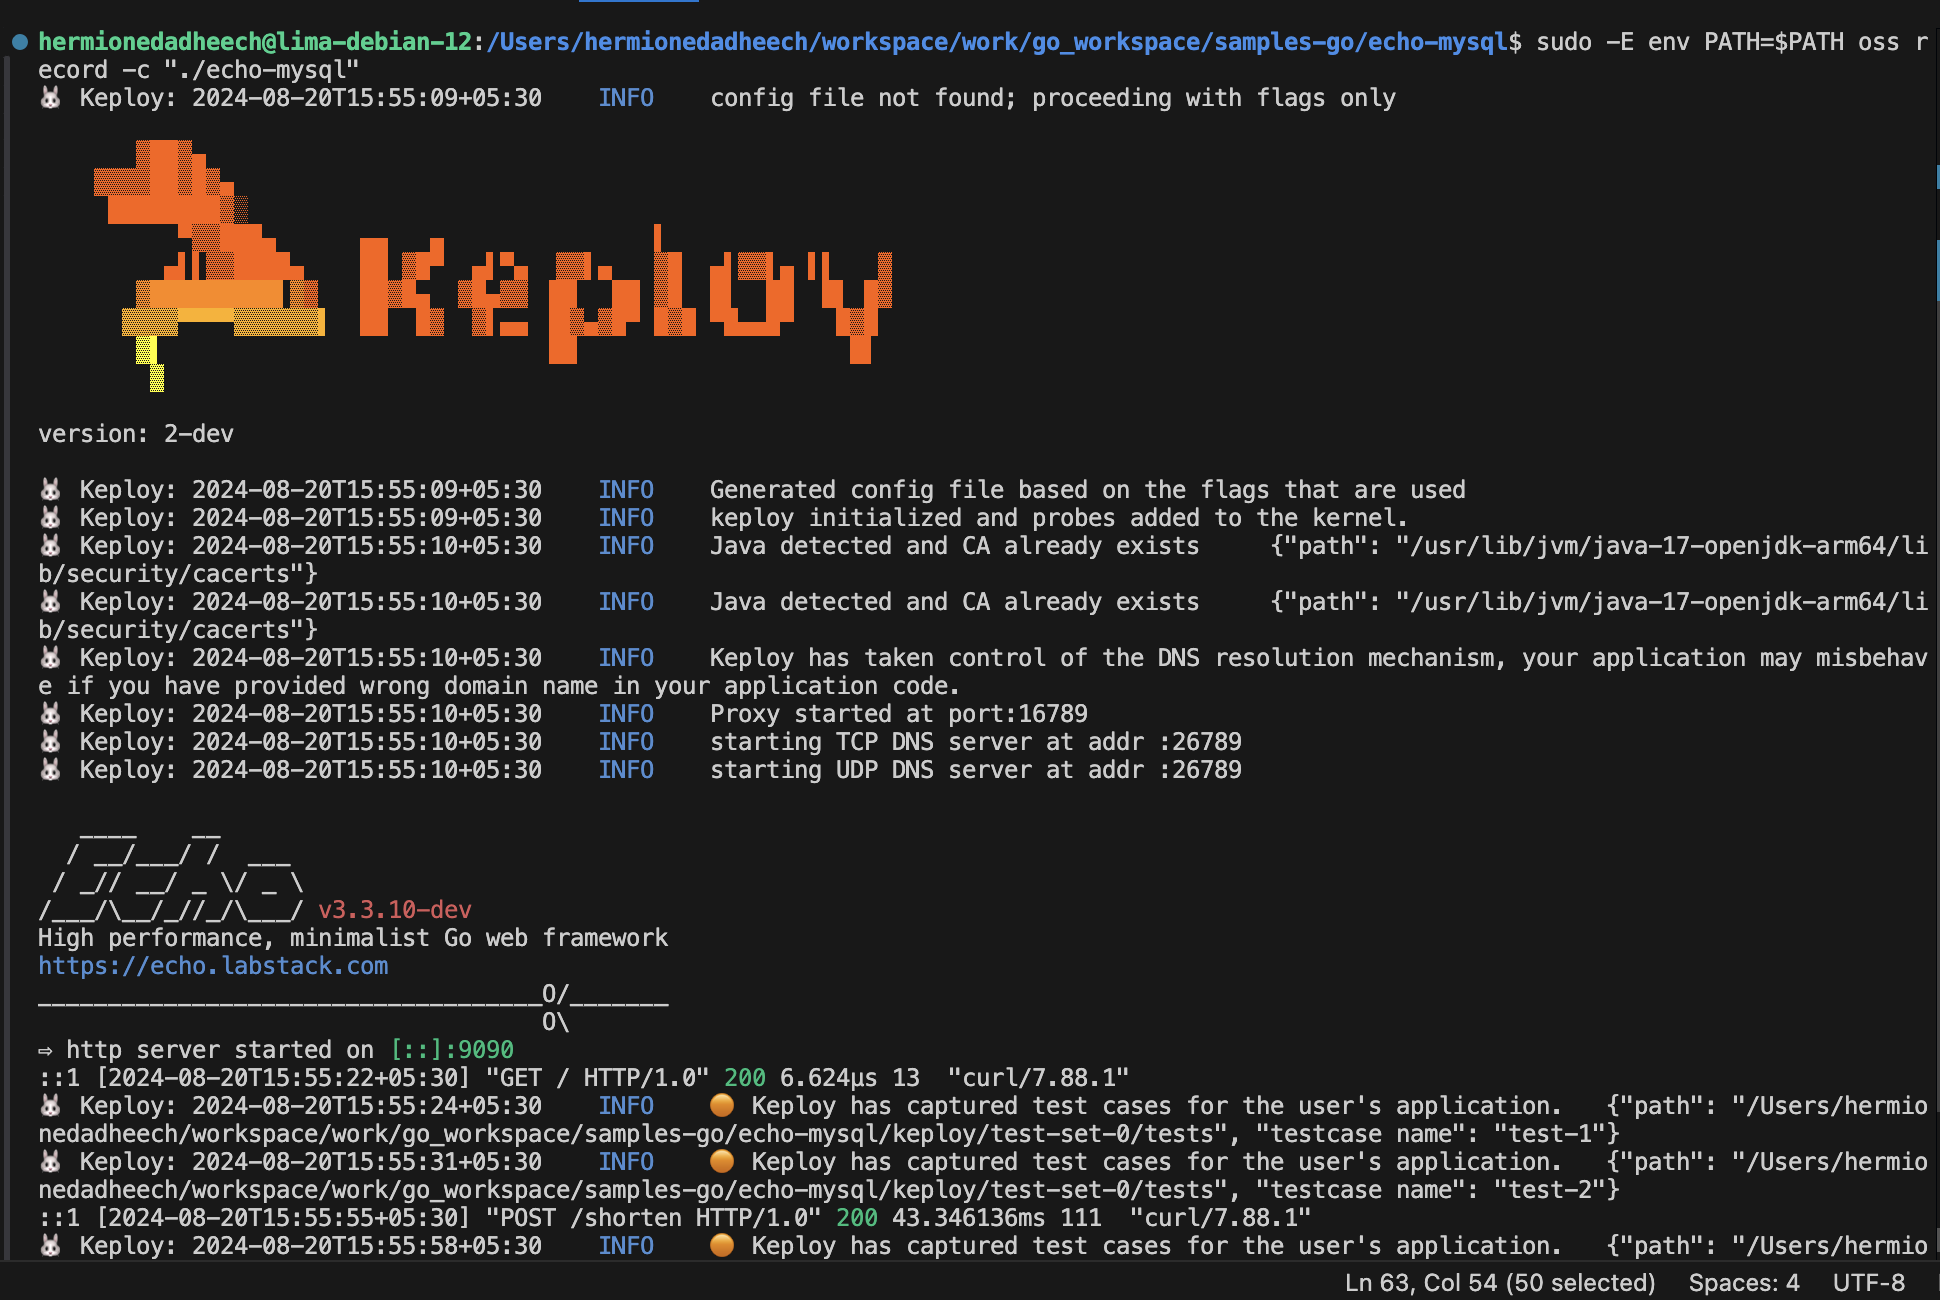 hermionedadheech@lima-debian-12:/Users/hermionedadheech/workspace/work/go_workspace/samples-go/echo-mysql$ sudo -E env PATH=$PATH oss r
ecord -c "./echo-mysql"
🐰 Keploy: 2024-08-20T15:55:09+05:30    INFO    config file not found; proceeding with flags only
Keploy
version: 2-dev
🐰 Keploy: 2024-08-20T15:55:09+05:30    INFO    Generated config file based on the flags that are used
🐰 Keploy: 2024-08-20T15:55:09+05:30    INFO    keploy initialized and probes added to the kernel.
🐰 Keploy: 2024-08-20T15:55:10+05:30    INFO    Java detected and CA already exists     {"path": "/usr/lib/jvm/java-17-openjdk-arm64/li
b/security/cacerts"}
🐰 Keploy: 2024-08-20T15:55:10+05:30    INFO    Java detected and CA already exists     {"path": "/usr/lib/jvm/java-17-openjdk-arm64/li
b/security/cacerts"}
🐰 Keploy: 2024-08-20T15:55:10+05:30    INFO    Keploy has taken control of the DNS resolution mechanism, your application may misbehav
e if you have provided wrong domain name in your application code.
🐰 Keploy: 2024-08-20T15:55:10+05:30    INFO    Proxy started at port:16789
🐰 Keploy: 2024-08-20T15:55:10+05:30    INFO    starting TCP DNS server at addr :26789
🐰 Keploy: 2024-08-20T15:55:10+05:30    INFO    starting UDP DNS server at addr :26789
   ____    __
  / __/___/ /  ___
 / _// __/ _ \/ _ \
/___/\__/_//_/\___/ v3.3.10-dev
High performance, minimalist Go web framework
https://echo.labstack.com
____________________________________O/_______
                                    O\
⇨ http server started on [::]:9090
::1 [2024-08-20T15:55:22+05:30] "GET / HTTP/1.0" 200 6.624µs 13  "curl/7.88.1"
🐰 Keploy: 2024-08-20T15:55:24+05:30    INFO    🟠 Keploy has captured test cases for the user's application.   {"path": "/Users/hermio
nedadheech/workspace/work/go_workspace/samples-go/echo-mysql/keploy/test-set-0/tests", "testcase name": "test-1"}
🐰 Keploy: 2024-08-20T15:55:31+05:30    INFO    🟠 Keploy has captured test cases for the user's application.   {"path": "/Users/hermio
nedadheech/workspace/work/go_workspace/samples-go/echo-mysql/keploy/test-set-0/tests", "testcase name": "test-2"}
::1 [2024-08-20T15:55:55+05:30] "POST /shorten HTTP/1.0" 200 43.346136ms 111  "curl/7.88.1"
🐰 Keploy: 2024-08-20T15:55:58+05:30    INFO    🟠 Keploy has captured test cases for the user's application.   {"path": "/Users/hermio
Ln 63, Col 54 (50 selected)   Spaces: 4   UTF-8